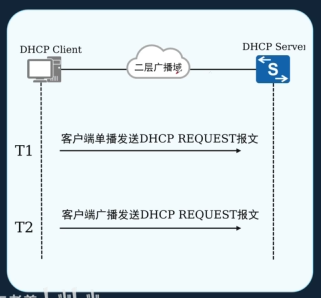 DHCP Client
DHCP Server
二层广播域
S
T1
客户端单播发送DHCP REQUEST报文
T2
客户端广播发送DHCP REQUEST报文